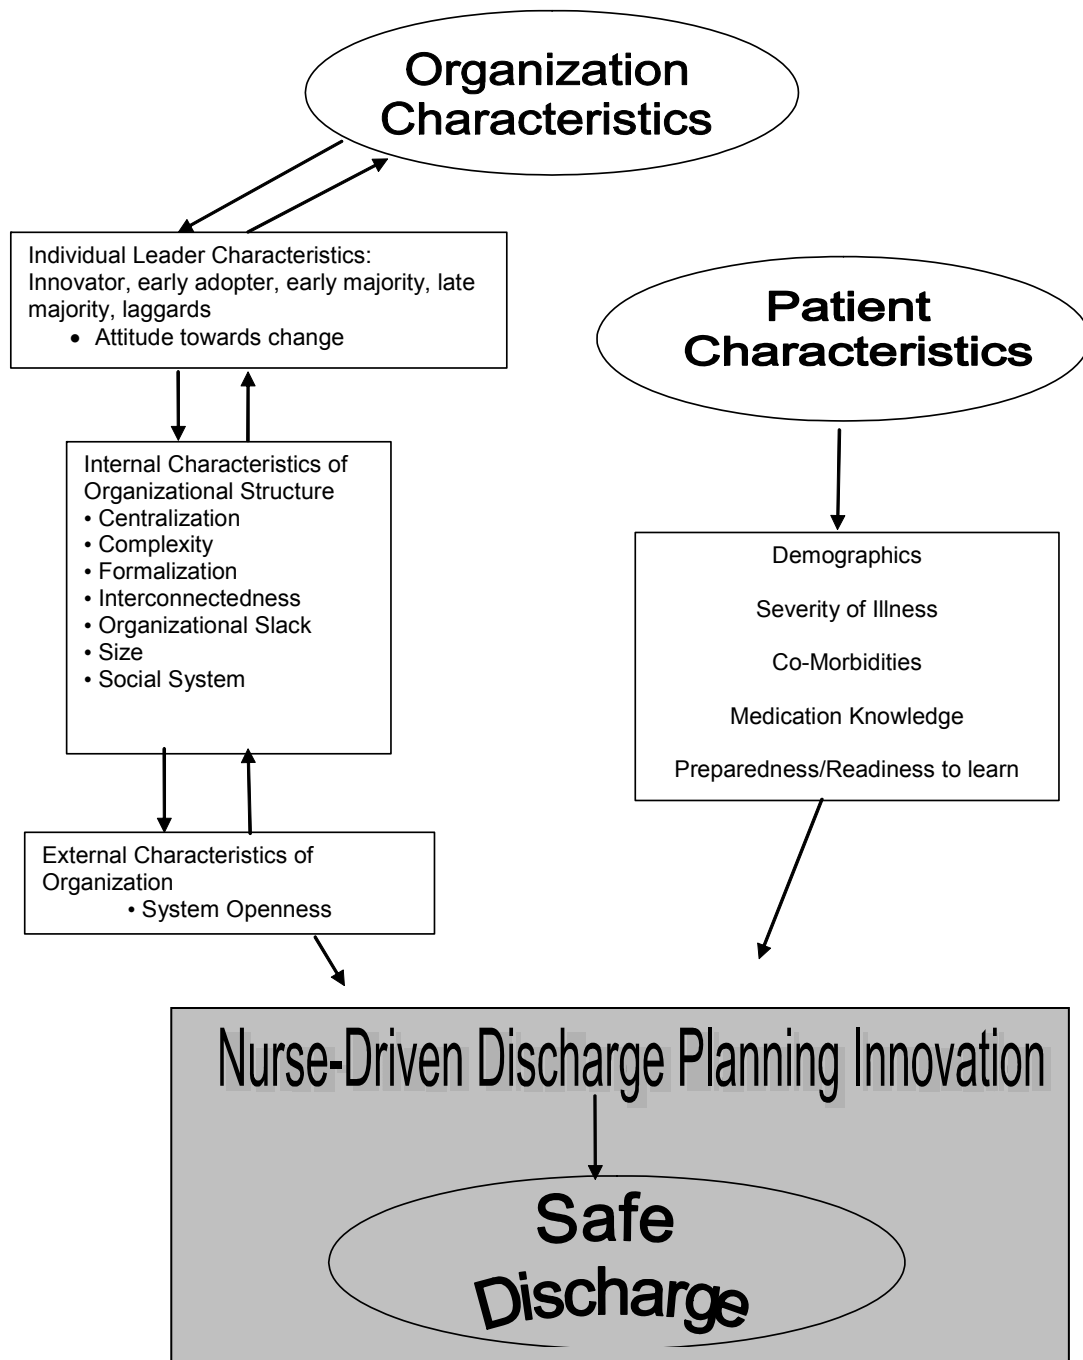 Organization
Characteristics
Individual Leader Characteristics:
Innovator, early adopter, early majority, late
majority, laggards
• Attitude towards change
Internal Characteristics of
Organizational Structure
• Centralization
• Complexity
• Formalization
• Interconnectedness
• Organizational Slack
• Size
• Social System
External Characteristics of
Organization
• System Openness
Patient
Characteristics
Demographics
Severity of Illness
Co-Morbidities
Medication Knowledge
Preparedness/Readiness to learn
Nurse-Driven Discharge Planning Innovation
Safe
Discharge